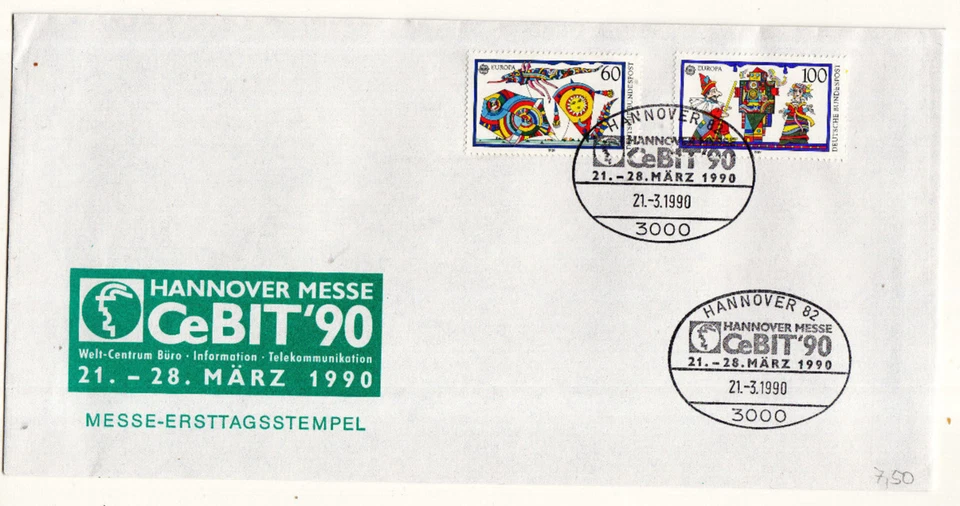 EUROPA 60
DEUTSCHE BUNDESPOST
EUROPA 100
DEUTSCHE BUNDESPOST
HANNOVER 82
HANNOVER MESSE
CeBIT'90
21.-28.MÄRZ 1990
21.-3.1990
3000
HANNOVER MESSE
CeBIT'90
Welt-Centrum Büro · Information · Telekommunikation
21. – 28. MÄRZ 1990
MESSE-ERSTTAGSSTEMPEL
HANNOVER 82
HANNOVER MESSE
CeBIT'90
21.-28.MÄRZ 1990
21.-3.1990
3000
7,50